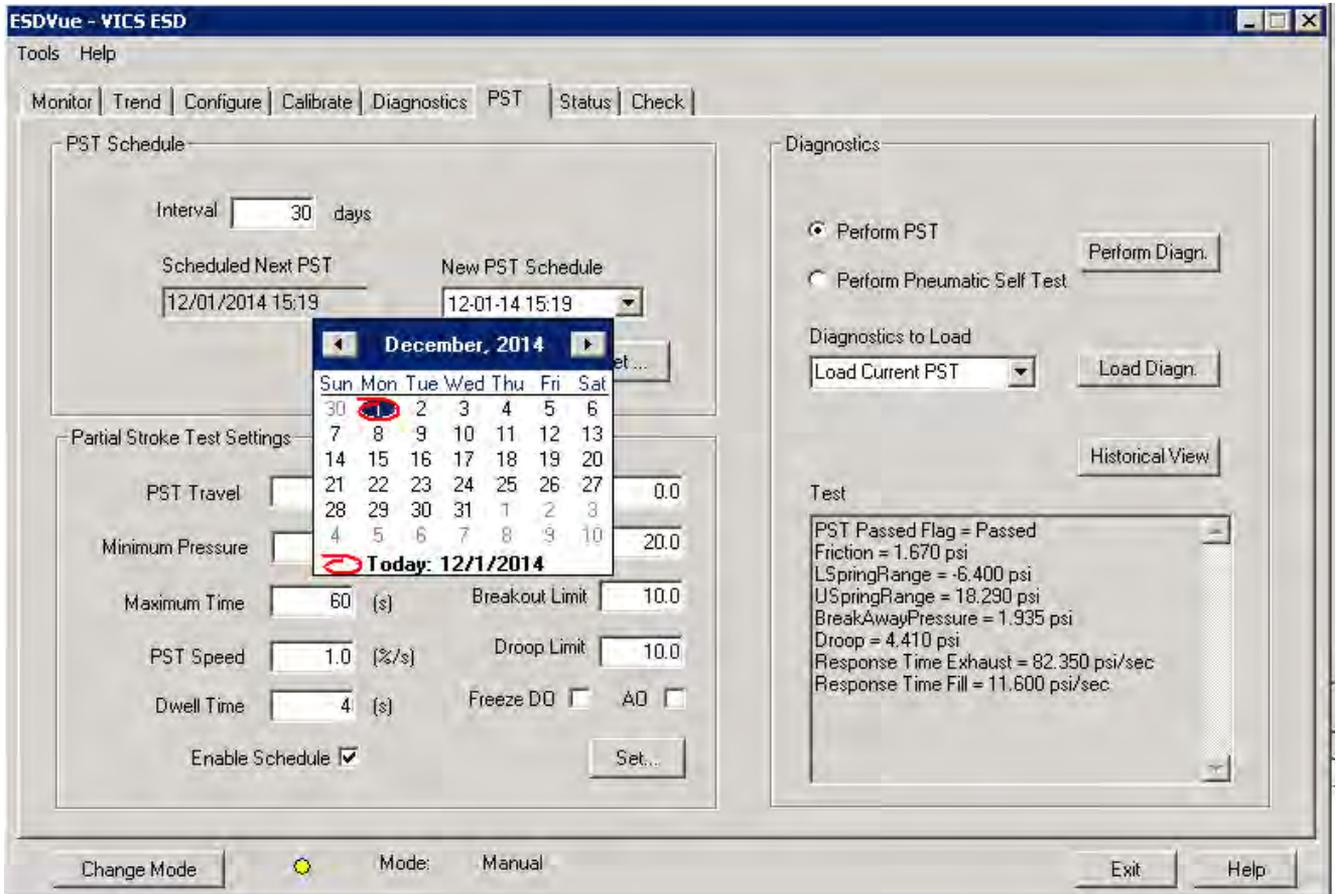 ESDVue - VICS ESD
Tools Help
Monitor Trend Configure Calibrate Diagnostics PST Status Check
PST Schedule
Interval 30 days
Scheduled Next PST
12/01/2014 15:19
New PST Schedule
12-01-14 15:19
December, 2014
Sun Mon Tue Wed Thu Fri Sat
30 1 2 3 4 5 6
7 8 9 10 11 12 13
14 15 16 17 18 19 20
21 22 23 24 25 26 27
28 29 30 31 1 2 3
4 5 6 7 8 9 10
Today: 12/1/2014
Partial Stroke Test Settings
PST Travel
0.0
Minimum Pressure
20.0
Maximum Time 60 (s)
Breakout Limit 10.0
PST Speed 1.0 (%/s)
Droop Limit 10.0
Dwell Time 4 (s)
Freeze DO AO
Enable Schedule
Set...
Diagnostics
Perform PST
Perform Pneumatic Self Test
Perform Diagn.
Diagnostics to Load
Load Current PST
Load Diagn.
Historical View
Test
PST Passed Flag = Passed
Friction = 1.670 psi
LSpringRange = -6.400 psi
USpringRange = 18.290 psi
BreakAwayPressure = 1.935 psi
Droop = 4.410 psi
Response Time Exhaust = 82.350 psi/sec
Response Time Fill = 11.600 psi/sec
Change Mode
Mode: Manual
Exit
Help